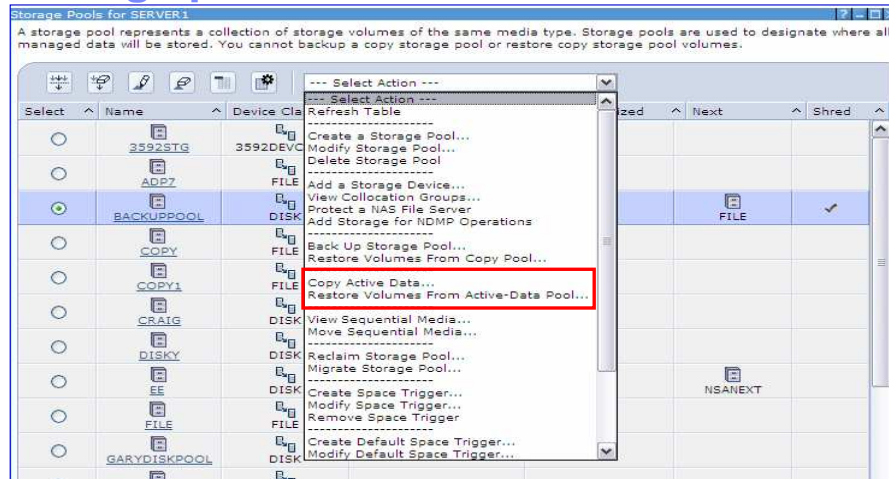 Storage Pools for SERVER1
A storage pool represents a collection of storage volumes of the same media type. Storage pools are used to designate where all
managed data will be stored. You cannot backup a copy storage pool or restore copy storage pool volumes.
--- Select Action ---
Select Name Device Cla ized Next Shred
--- Select Action ---
Refresh Table
--------------------
Create a Storage Pool...
Modify Storage Pool...
Delete Storage Pool
--------------------
Add a Storage Device...
View Collocation Groups...
Protect a NAS File Server
Add Storage for NDMP Operations
--------------------
Back Up Storage Pool...
Restore Volumes From Copy Pool...
Copy Active Data...
Restore Volumes From Active-Data Pool...
View Sequential Media...
Move Sequential Media...
--------------------
Reclaim Storage Pool...
Migrate Storage Pool...
--------------------
Create Space Trigger...
Modify Space Trigger...
Remove Space Trigger
--------------------
Create Default Space Trigger...
Modify Default Space Trigger...
3592STG 3592DEVC
ADP7 FILE
BACKUPPOOL DISK FILE
COPY FILE
COPY1 FILE
CRAIG DISK
DISKY DISK
EE DISK NSANEXT
FILE FILE
GARYDISKPOOL DISK